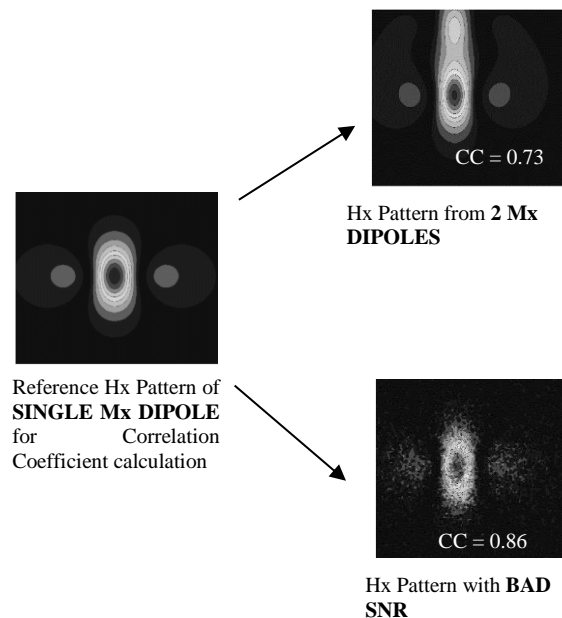 CC = 0.73
Hx Pattern from 2 Mx
DIPOLES
Reference Hx Pattern of
SINGLE Mx DIPOLE
for Correlation
Coefficient calculation
CC = 0.86
Hx Pattern with BAD
SNR